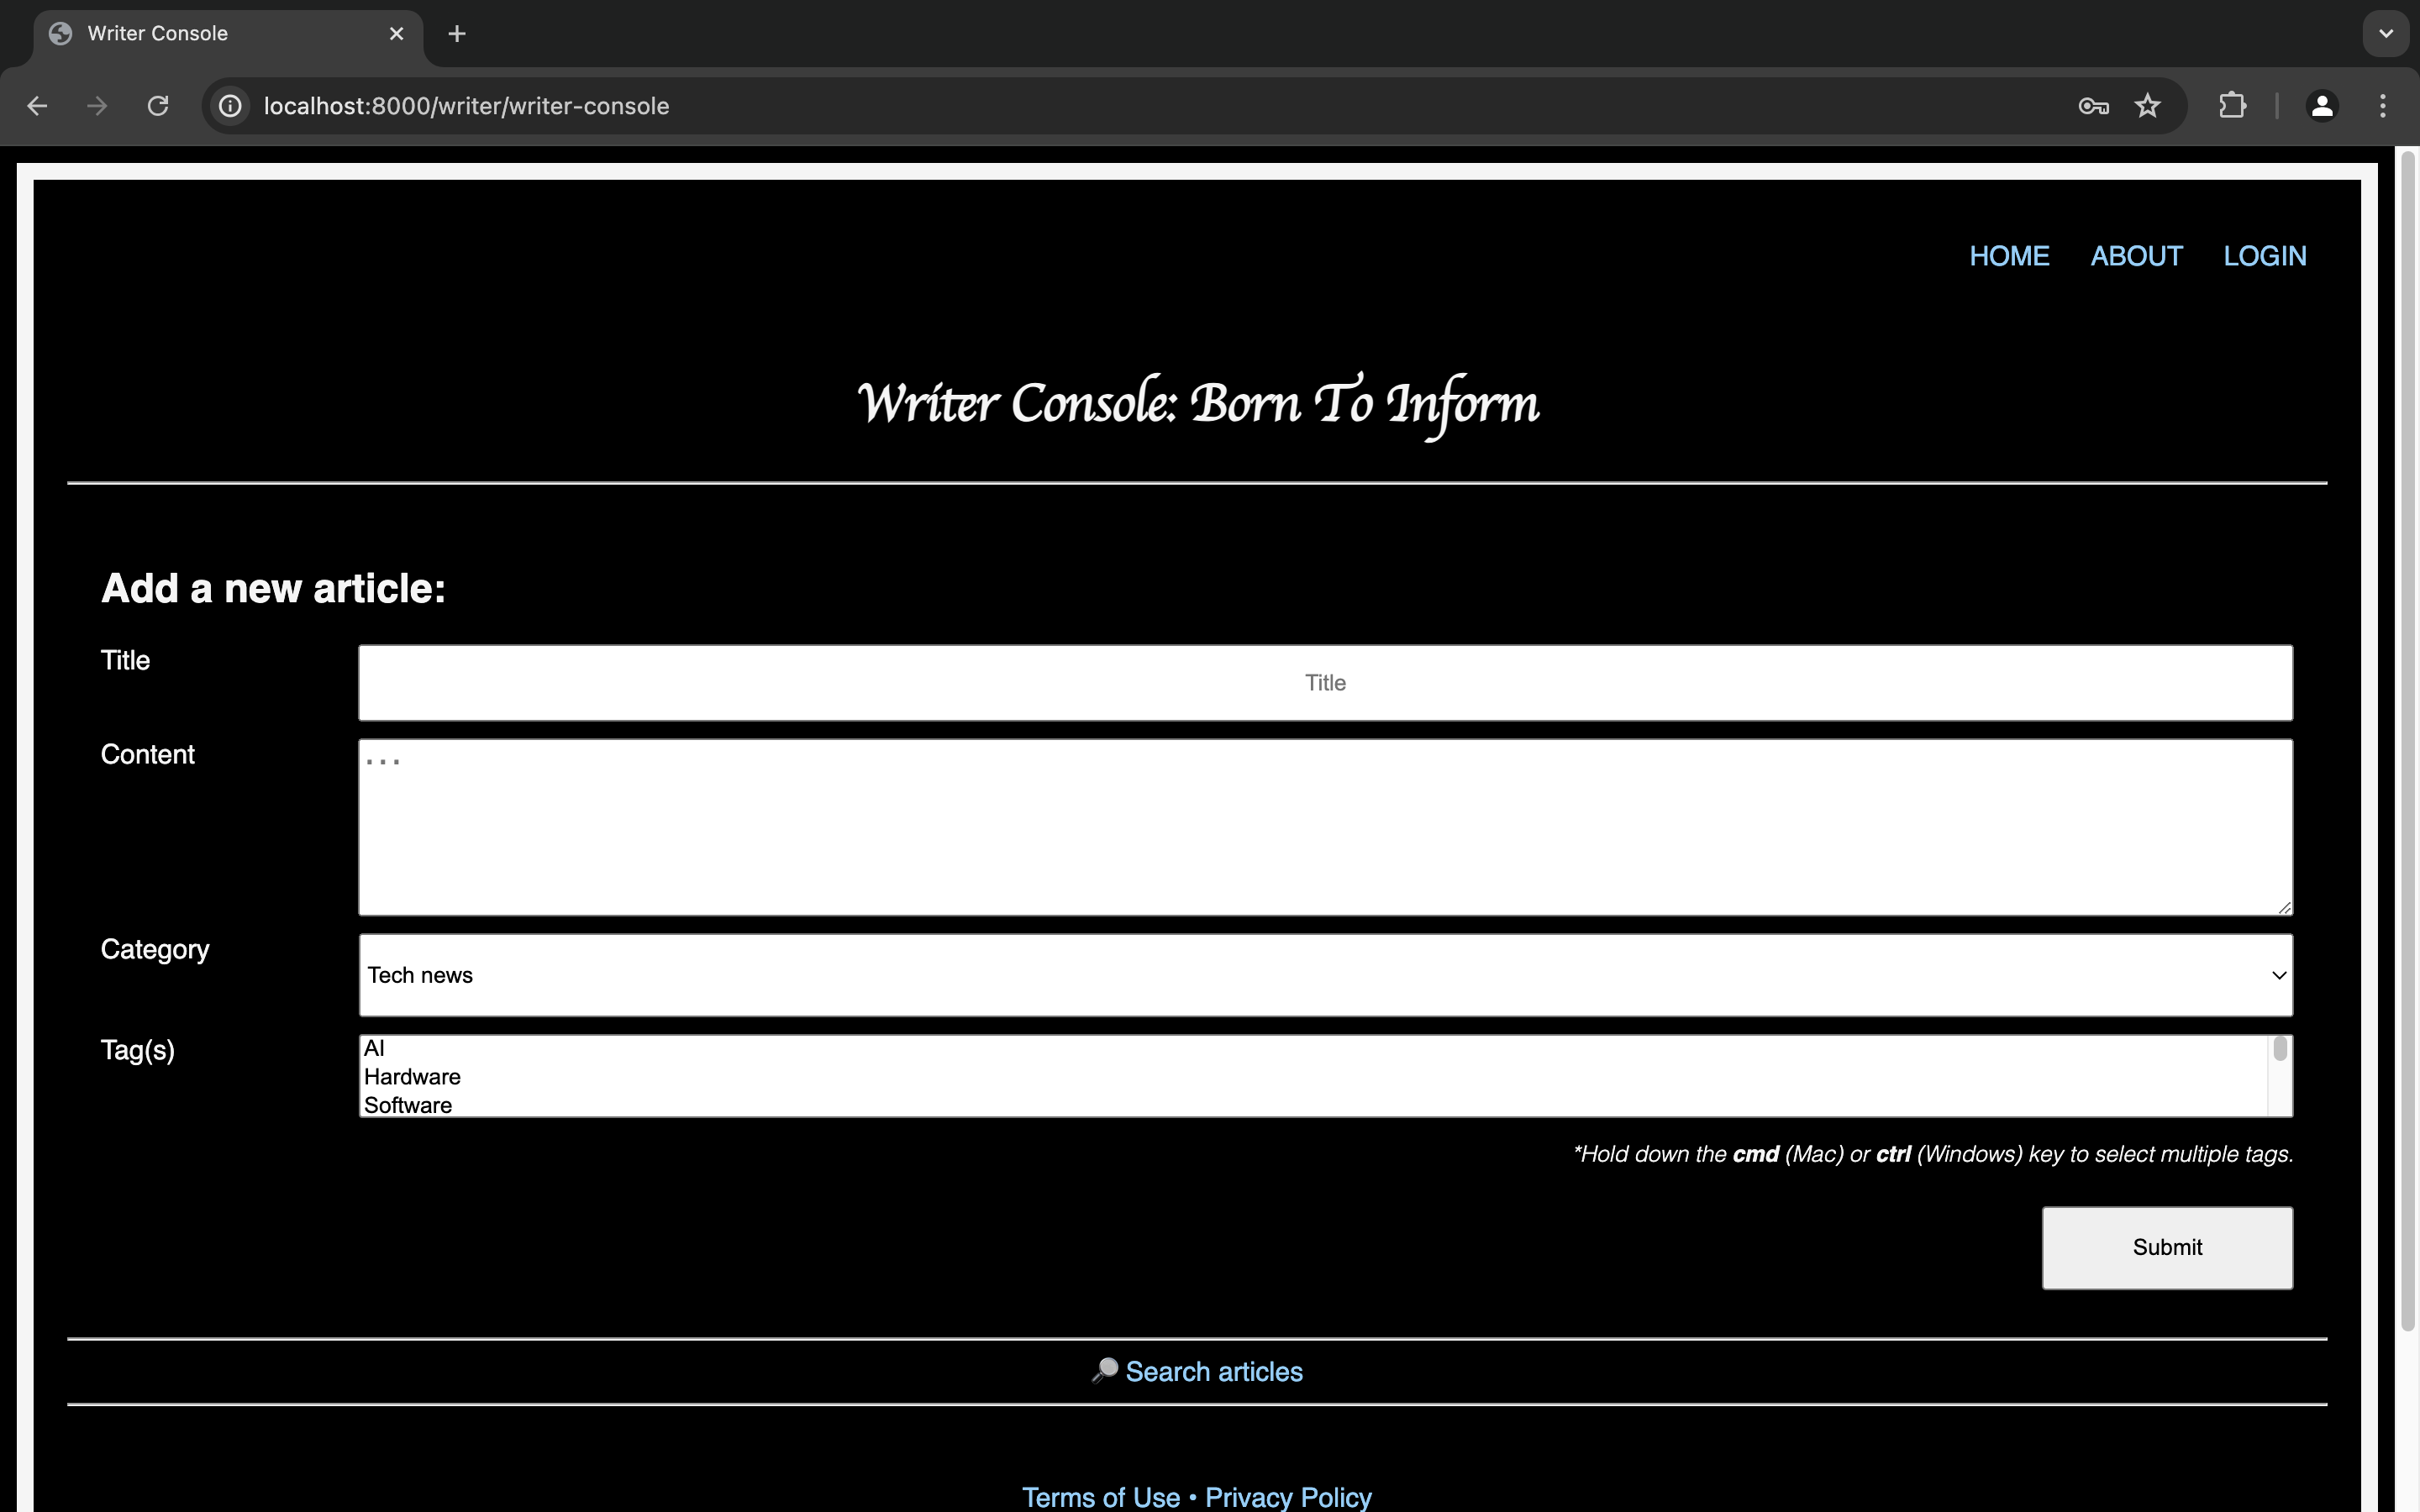 Writer Console
localhost:8000/writer/writer-console
HOME ABOUT LOGIN
Writer Console: Born To Inform
Add a new article:
Title
Title
Content
...
Category
Tech news
Tag(s)
AI
Hardware
Software
*Hold down the cmd (Mac) or ctrl (Windows) key to select multiple tags.
Submit
Search articles
Terms of Use • Privacy Policy